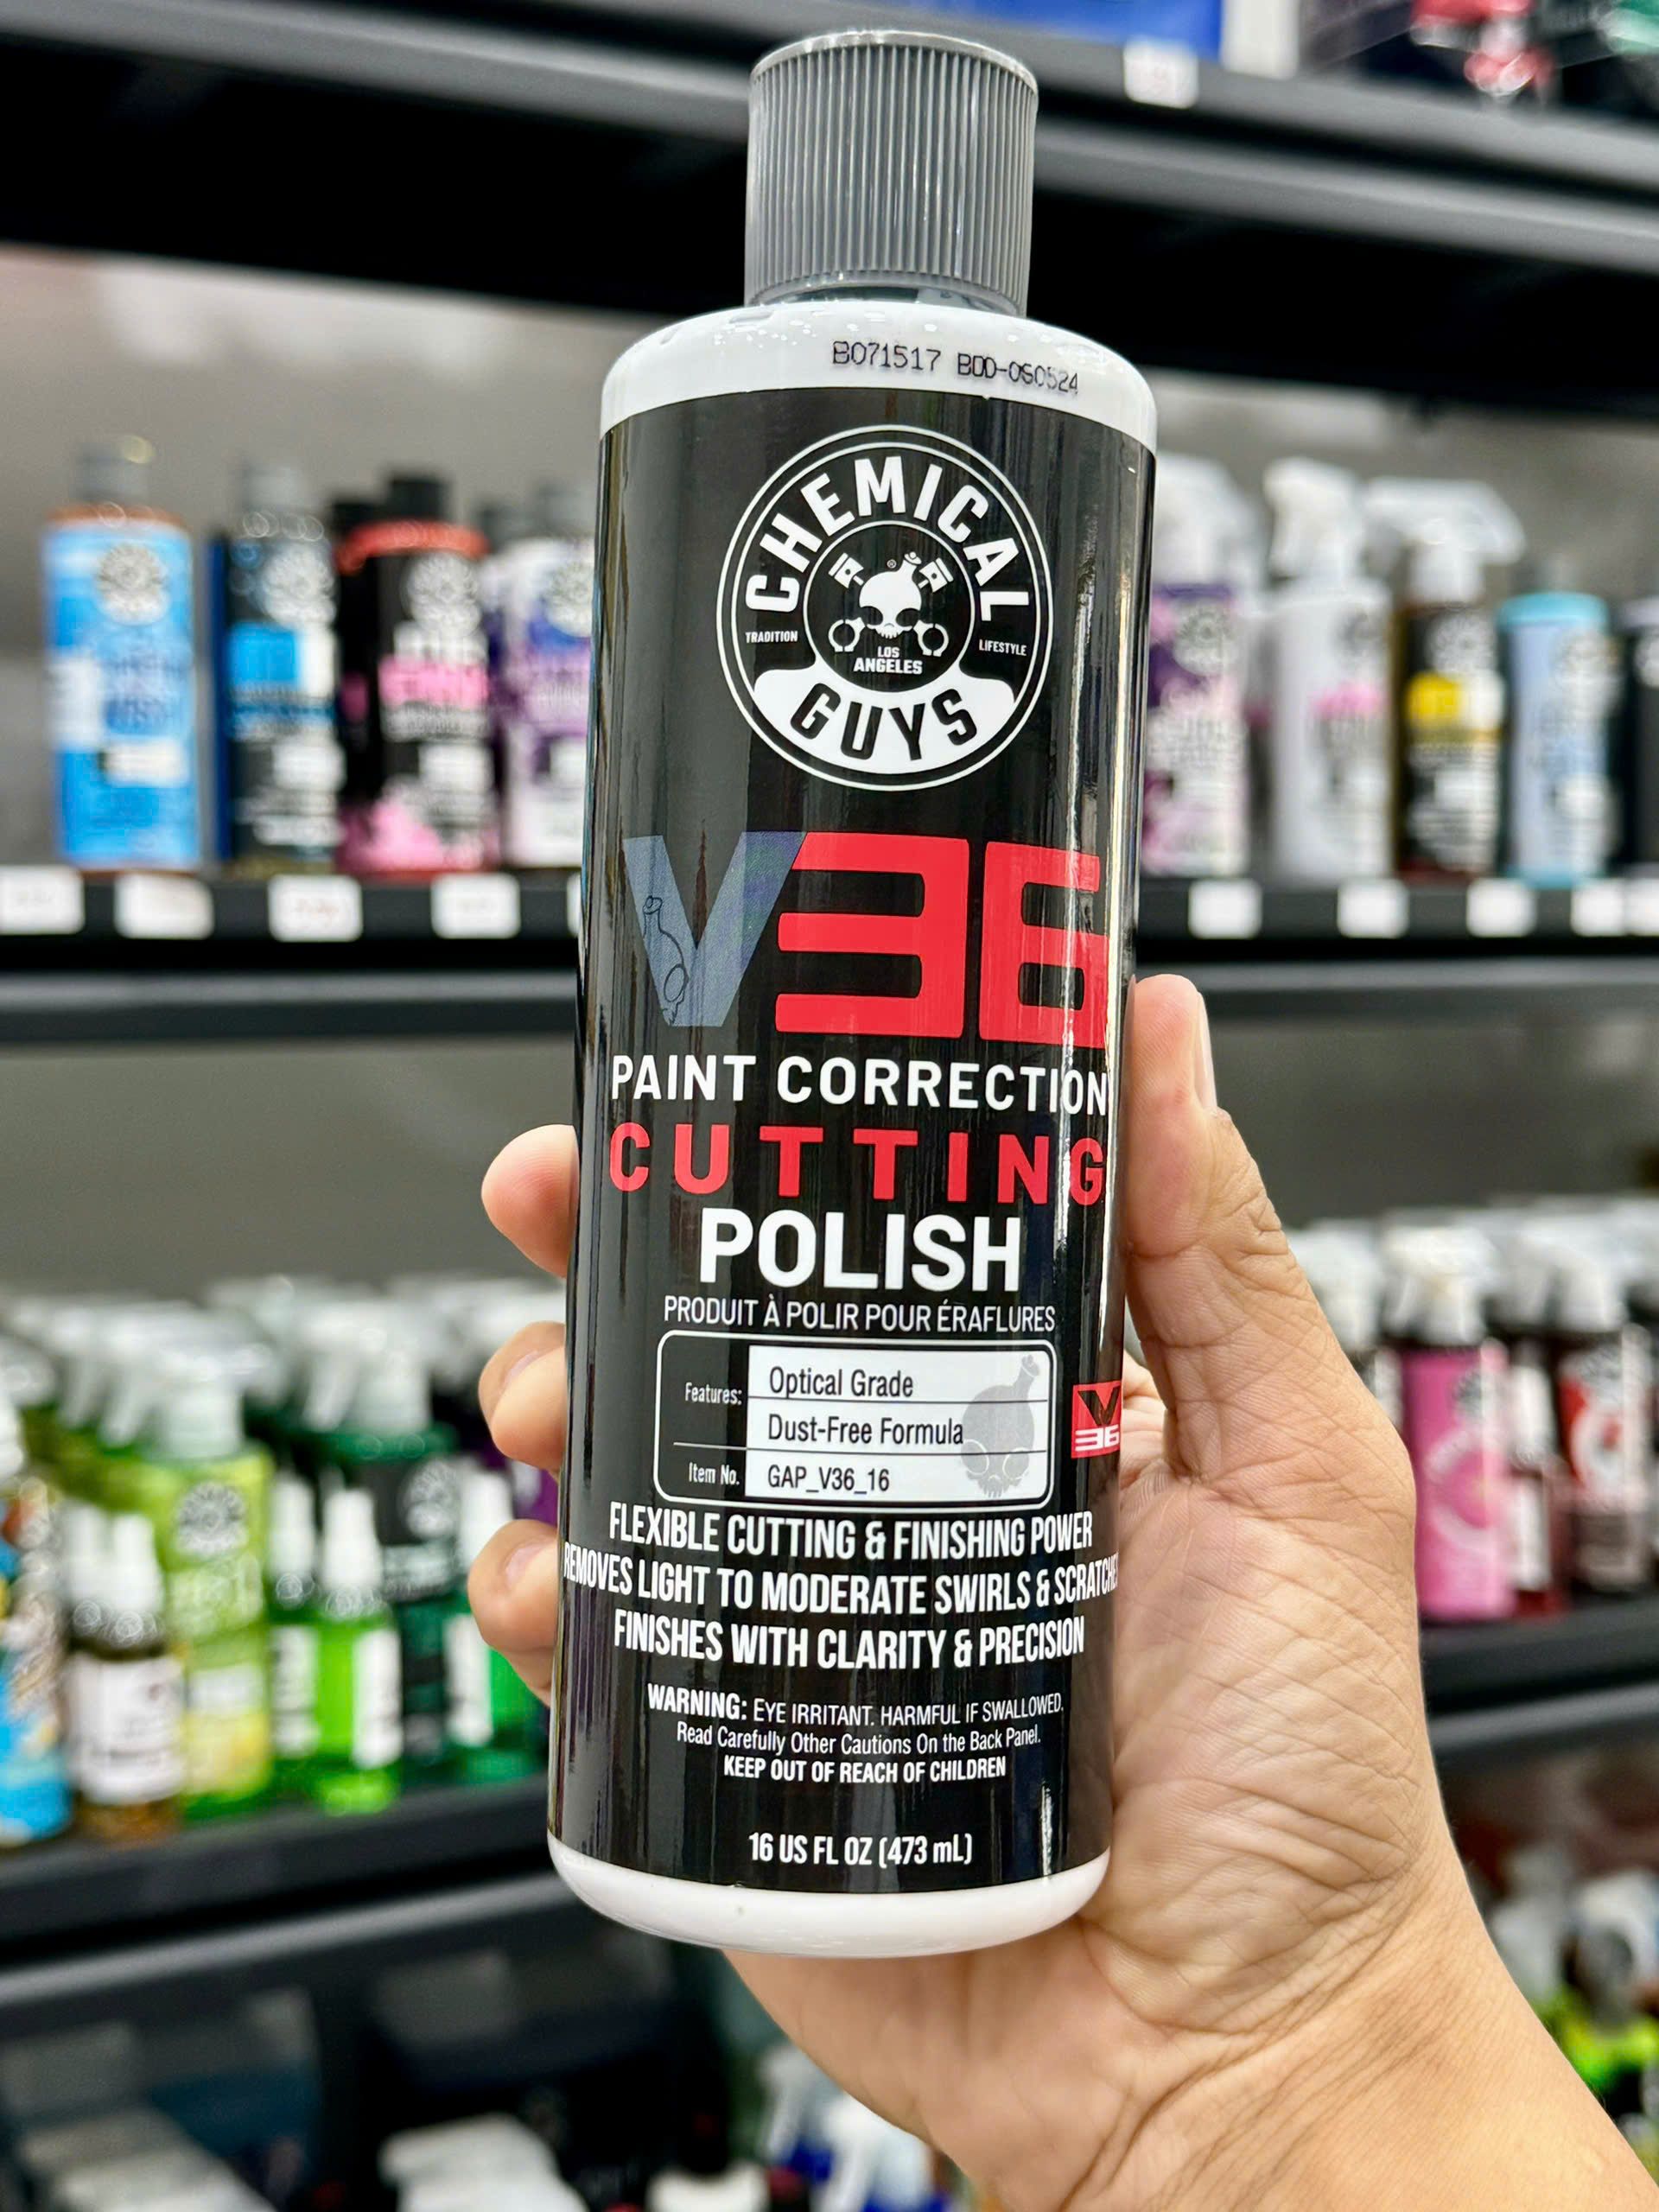 B071517 BDD-060524
CHEMICAL
TRADITION
LIFESTYLE
LOS
ANGELES
GUYS
V36
PAINT CORRECTION
CUTTING
POLISH
PRODUIT À POLIR POUR ÉRAFLURES
Features: Optical Grade
Dust-Free Formula
Item No. GAP_V36_16
V
36
FLEXIBLE CUTTING & FINISHING POWER
REMOVES LIGHT TO MODERATE SWIRLS & SCRATCHE
FINISHES WITH CLARITY & PRECISION
WARNING: EYE IRRITANT. HARMFUL IF SWALLOWED.
Read Carefully Other Cautions On the Back Panel.
KEEP OUT OF REACH OF CHILDREN
16 US FL OZ (473 mL)